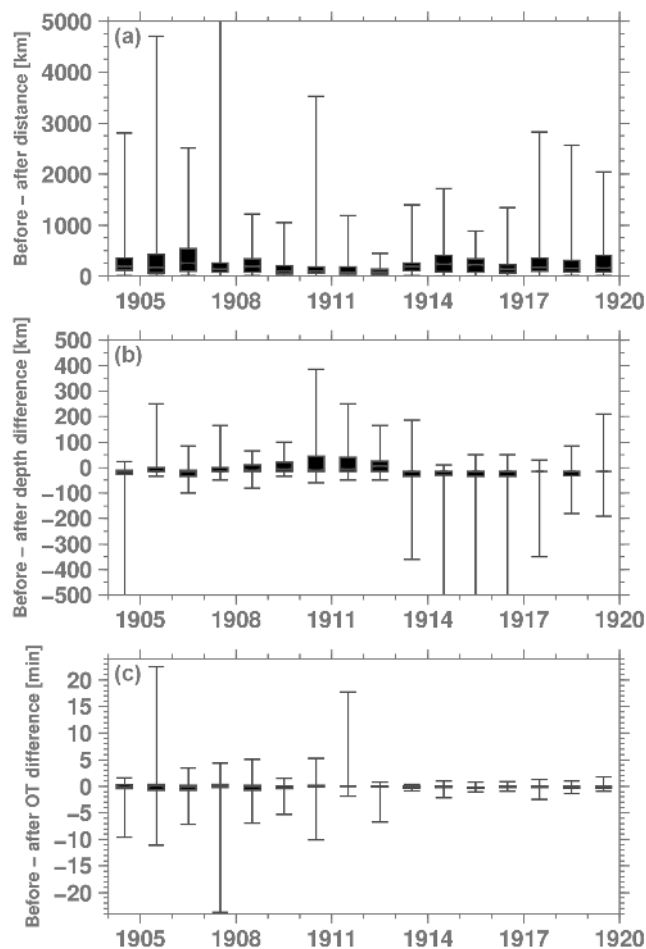 (a)
Before – after distance [km]
5000
4000
3000
2000
1000
0
1905 1908 1911 1914 1917 1920
(b)
Before – after depth difference [km]
500
400
300
200
100
0
−100
−200
−300
−400
−500
1905 1908 1911 1914 1917 1920
(c)
Before – after OT difference [min]
20
15
10
5
0
−5
−10
−15
−20
1905 1908 1911 1914 1917 1920